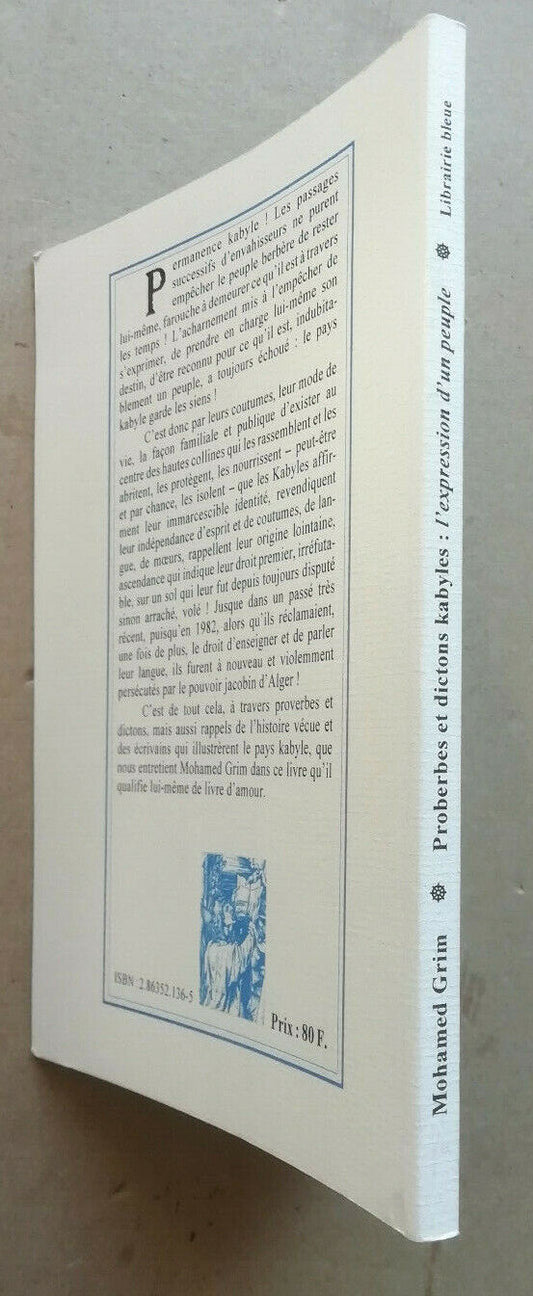 Permanence kabyle ! Les passages
successifs d'envahisseurs ne purent
empêcher le peuple berbère de rester
lui-même, farouche à demeurer ce qu'il est à travers
les temps ! L'acharnement mis à l'empêcher de
s'exprimer, de prendre en charge lui-même son
destin, d'être reconnu pour ce qu'il est, indubita-
blement un peuple, a toujours échoué : le pays
kabyle garde les siens !
C'est donc par leurs coutumes, leur mode de
vie, la façon familiale et publique d'exister au
centre des hautes collines qui les rassemblent et les
abritent, les protègent, les nourrissent – peut-être
et par chance, les isolent – que les Kabyles affir-
ment leur immarcescible identité, revendiquent
leur indépendance d'esprit et de coutumes, de lan-
gue, de mœurs, rappellent leur origine lointaine,
ascendance qui indique leur droit premier, irréfuta-
ble, sur un sol qui leur fut depuis toujours disputé
sinon arraché, volé ! Jusque dans un passé très
récent, puisqu'en 1982, alors qu'ils réclamaient,
une fois de plus, le droit d'enseigner et de parler
leur langue, ils furent à nouveau et violemment
persécutés par le pouvoir jacobin d'Alger !
C'est de tout cela, à travers proverbes et
dictons, mais aussi rappels de l'histoire vécue et
des écrivains qui illustrèrent le pays kabyle, que
nous entretient Mohamed Grim dans ce livre qu'il
qualifie lui-même de livre d'amour.
ISBN : 2.86352.136-5
Prix : 80 F.
Mohamed Grim Proberbes et dictons kabyles : l'expression d'un peuple Librairie bleue